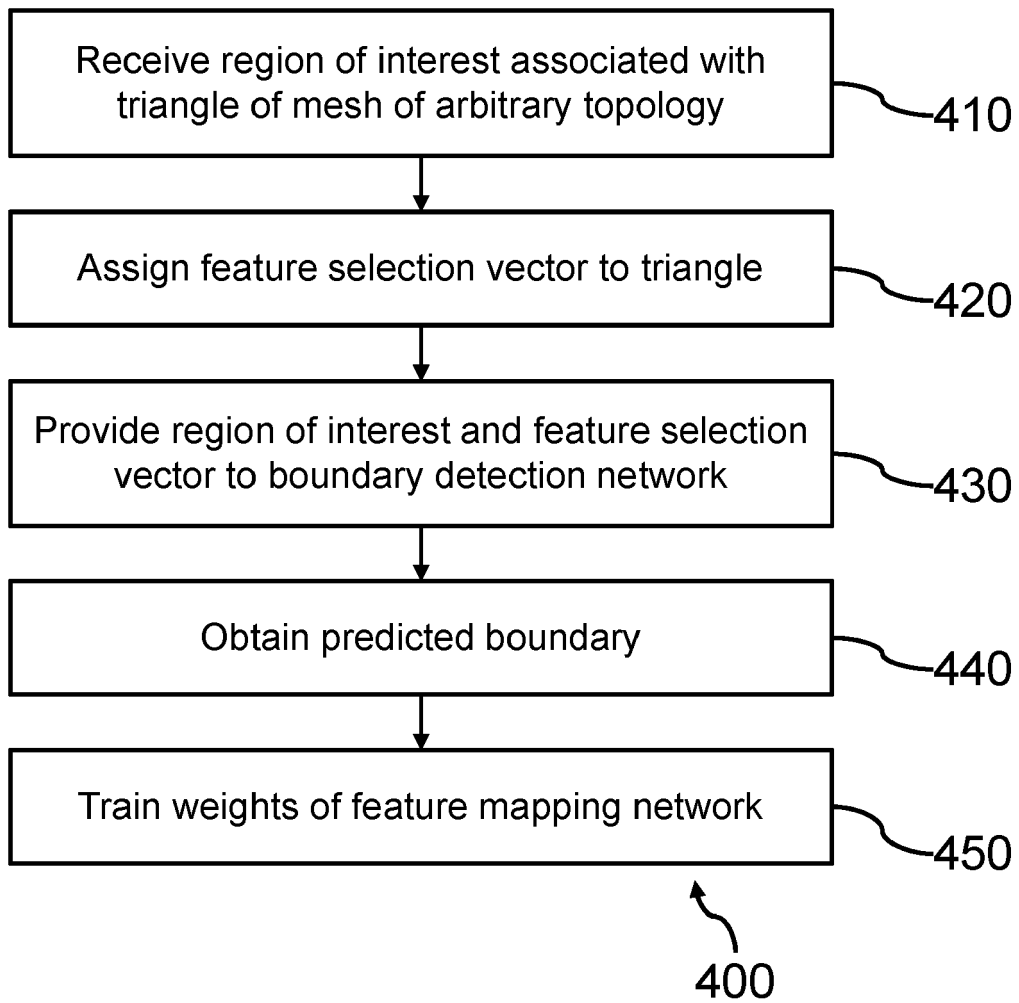 Receive region of interest associated with
triangle of mesh of arbitrary topology
410
Assign feature selection vector to triangle
420
Provide region of interest and feature selection
vector to boundary detection network
430
Obtain predicted boundary
440
Train weights of feature mapping network
450
400